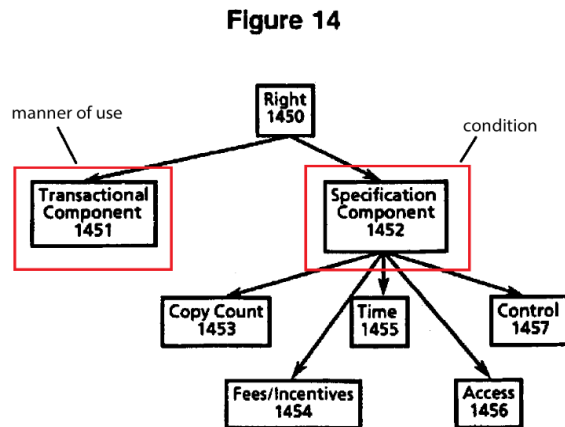 Figure 14
manner of use
condition
Right
1450
Transactional
Component
1451
Specification
Component
1452
Copy Count
1453
Time
1455
Control
1457
Fees/Incentives
1454
Access
1456